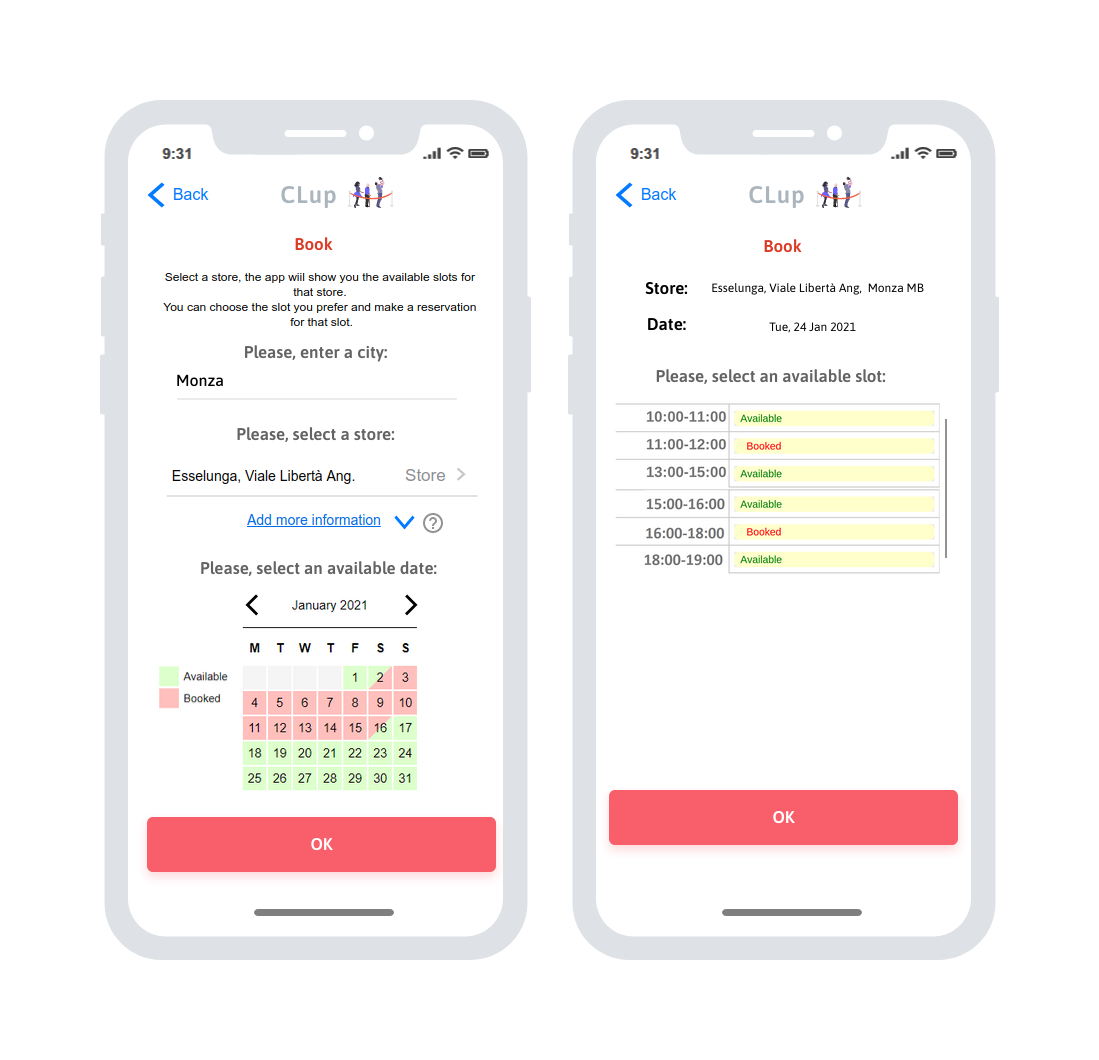 9:31
Back
CLup
Book
Select a store, the app wiil show you the available slots for
that store.
You can choose the slot you prefer and make a reservation
for that slot.
Please, enter a city:
Monza
Please, select a store:
Esselunga, Viale Libertà Ang. Store
Add more information ?
Please, select an available date:
January 2021
M T W T F S S
Available
Booked
1 2 3
4 5 6 7 8 9 10
11 12 13 14 15 16 17
18 19 20 21 22 23 24
25 26 27 28 29 30 31
OK
9:31
Back
CLup
Book
Store: Esselunga, Viale Libertà Ang, Monza MB
Date: Tue, 24 Jan 2021
Please, select an available slot:
10:00-11:00 Available
11:00-12:00 Booked
13:00-15:00 Available
15:00-16:00 Available
16:00-18:00 Booked
18:00-19:00 Available
OK